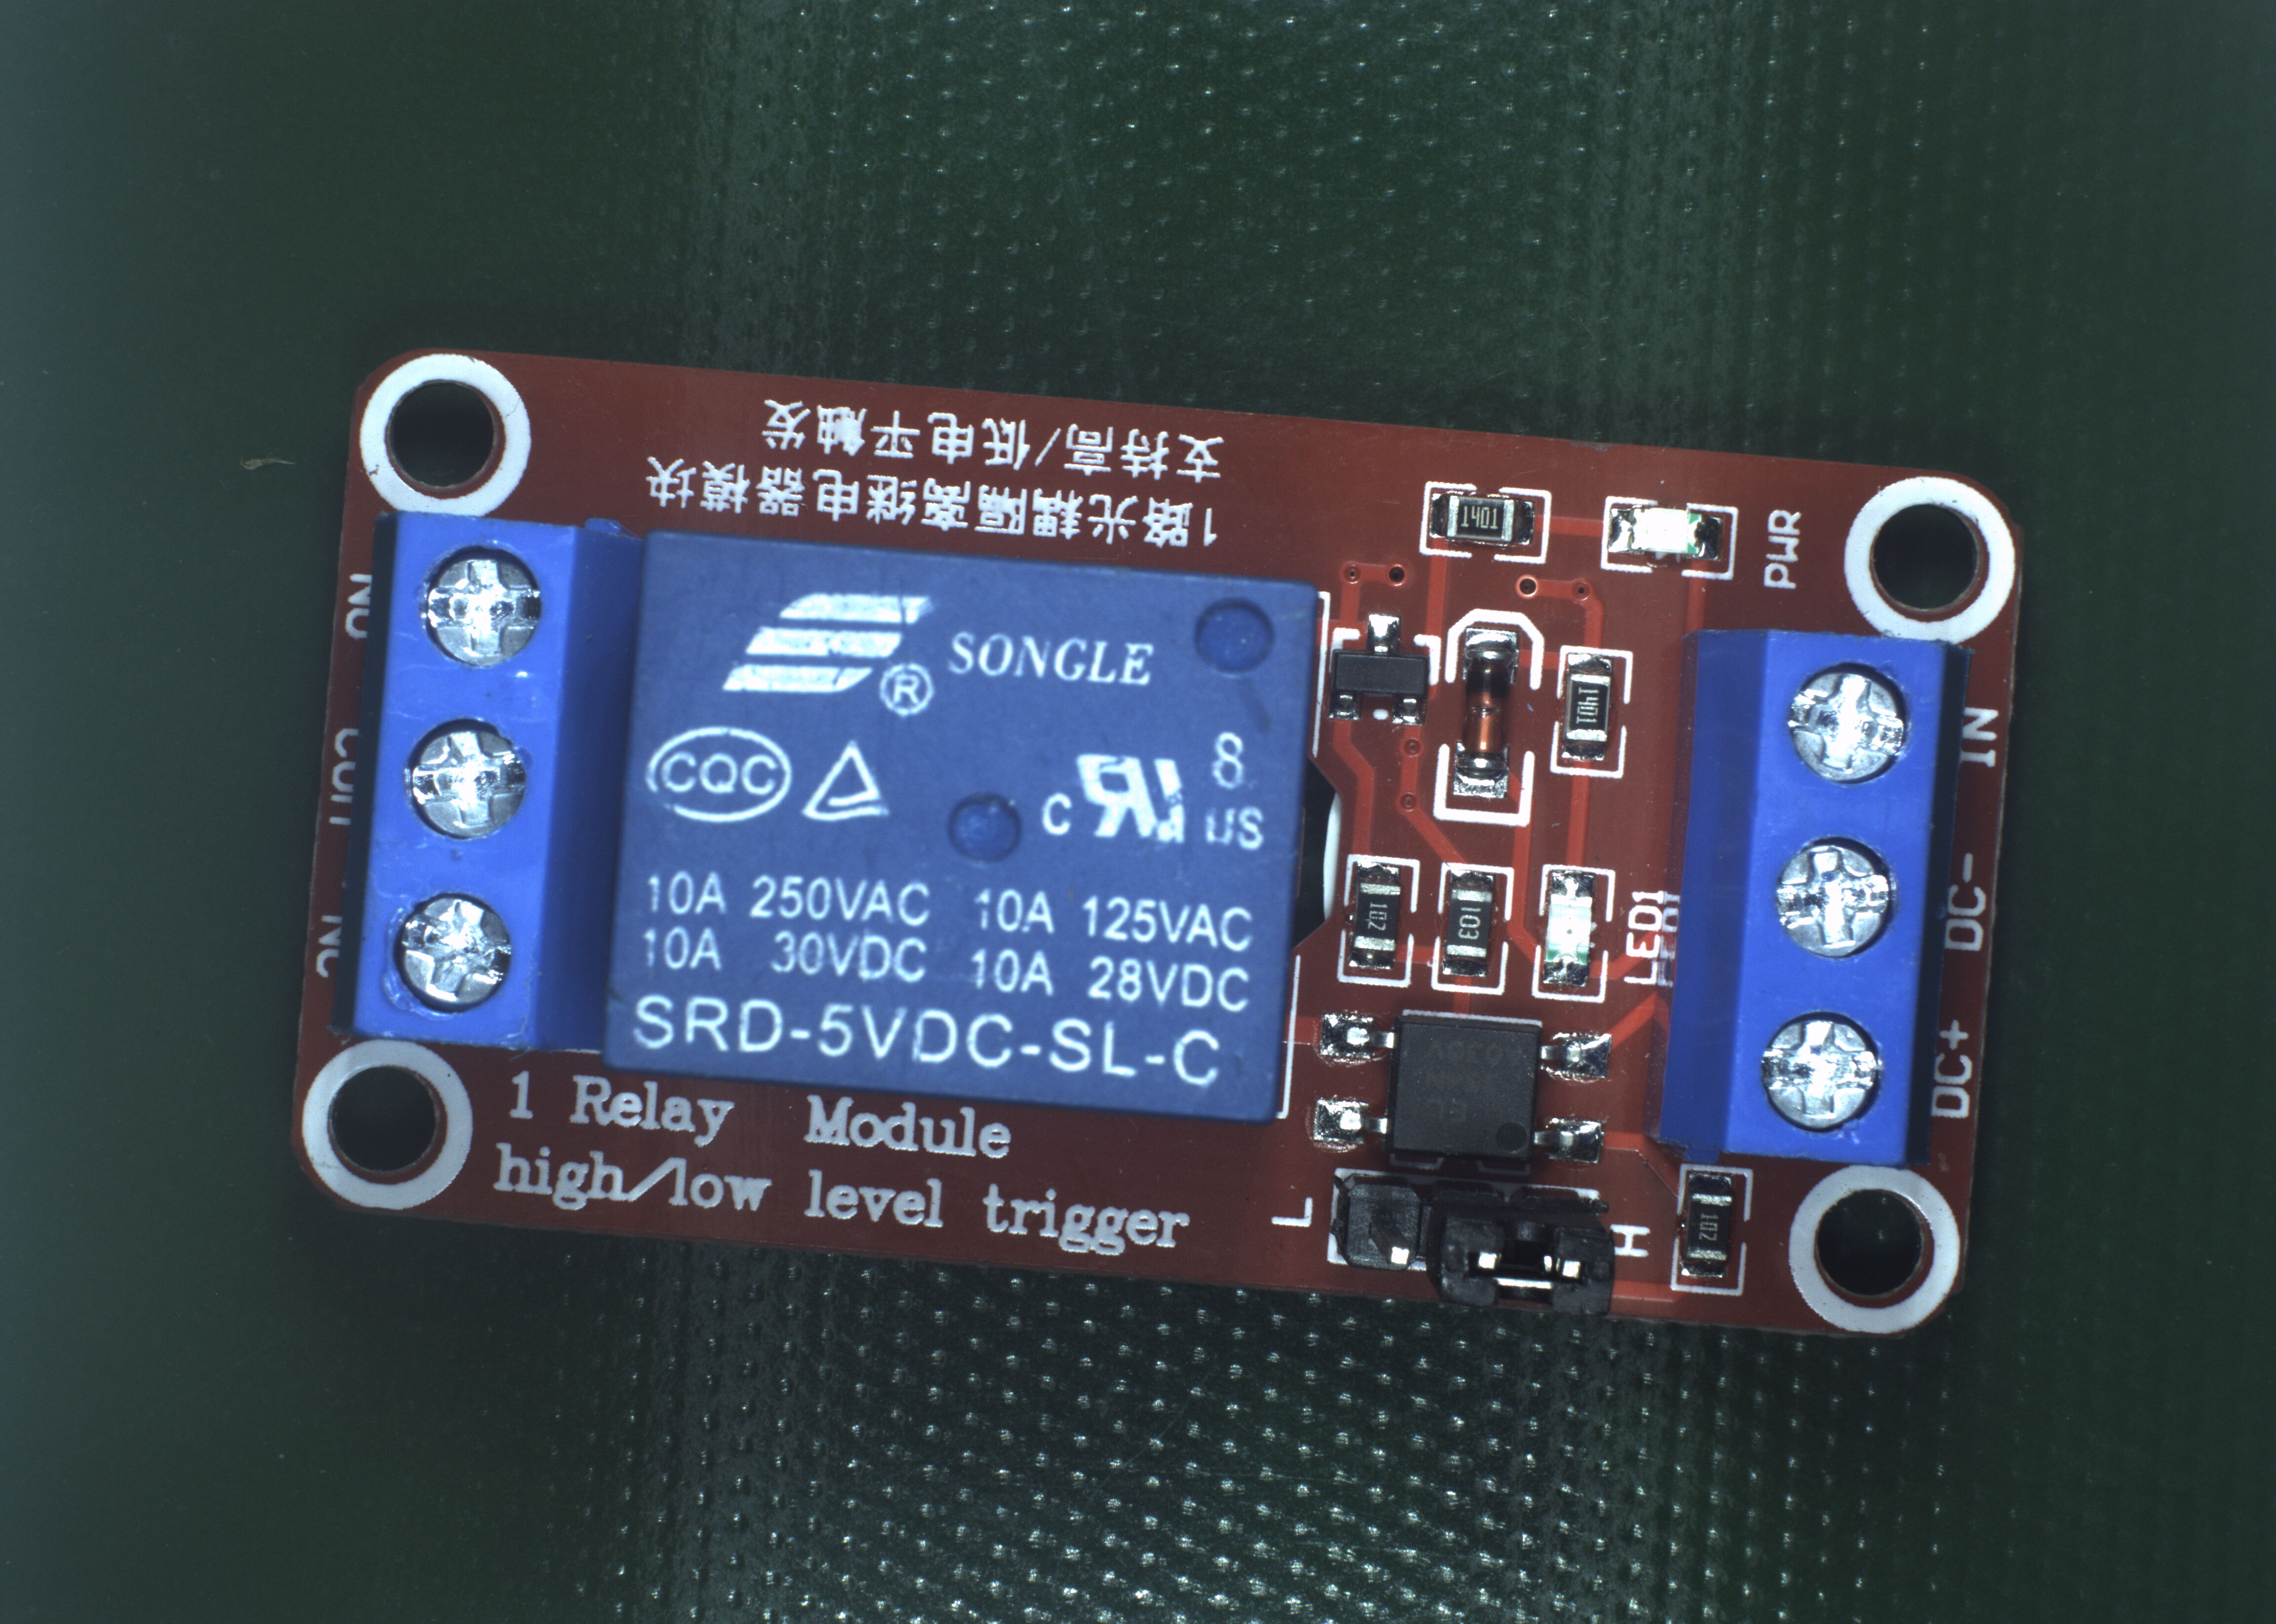 支持高/低电平触发
1路光耦隔离继电器模块
1401
PWR
NO
SONGLE
®
IN
1401
CQC
8
c US
COM
DC-
10A 250VAC 10A 125VAC
10A 30VDC 10A 28VDC
102
103
LED1
NC
SRD-5VDC-SL-C
DC+
1 Relay Module
high/low level trigger
L
H
102